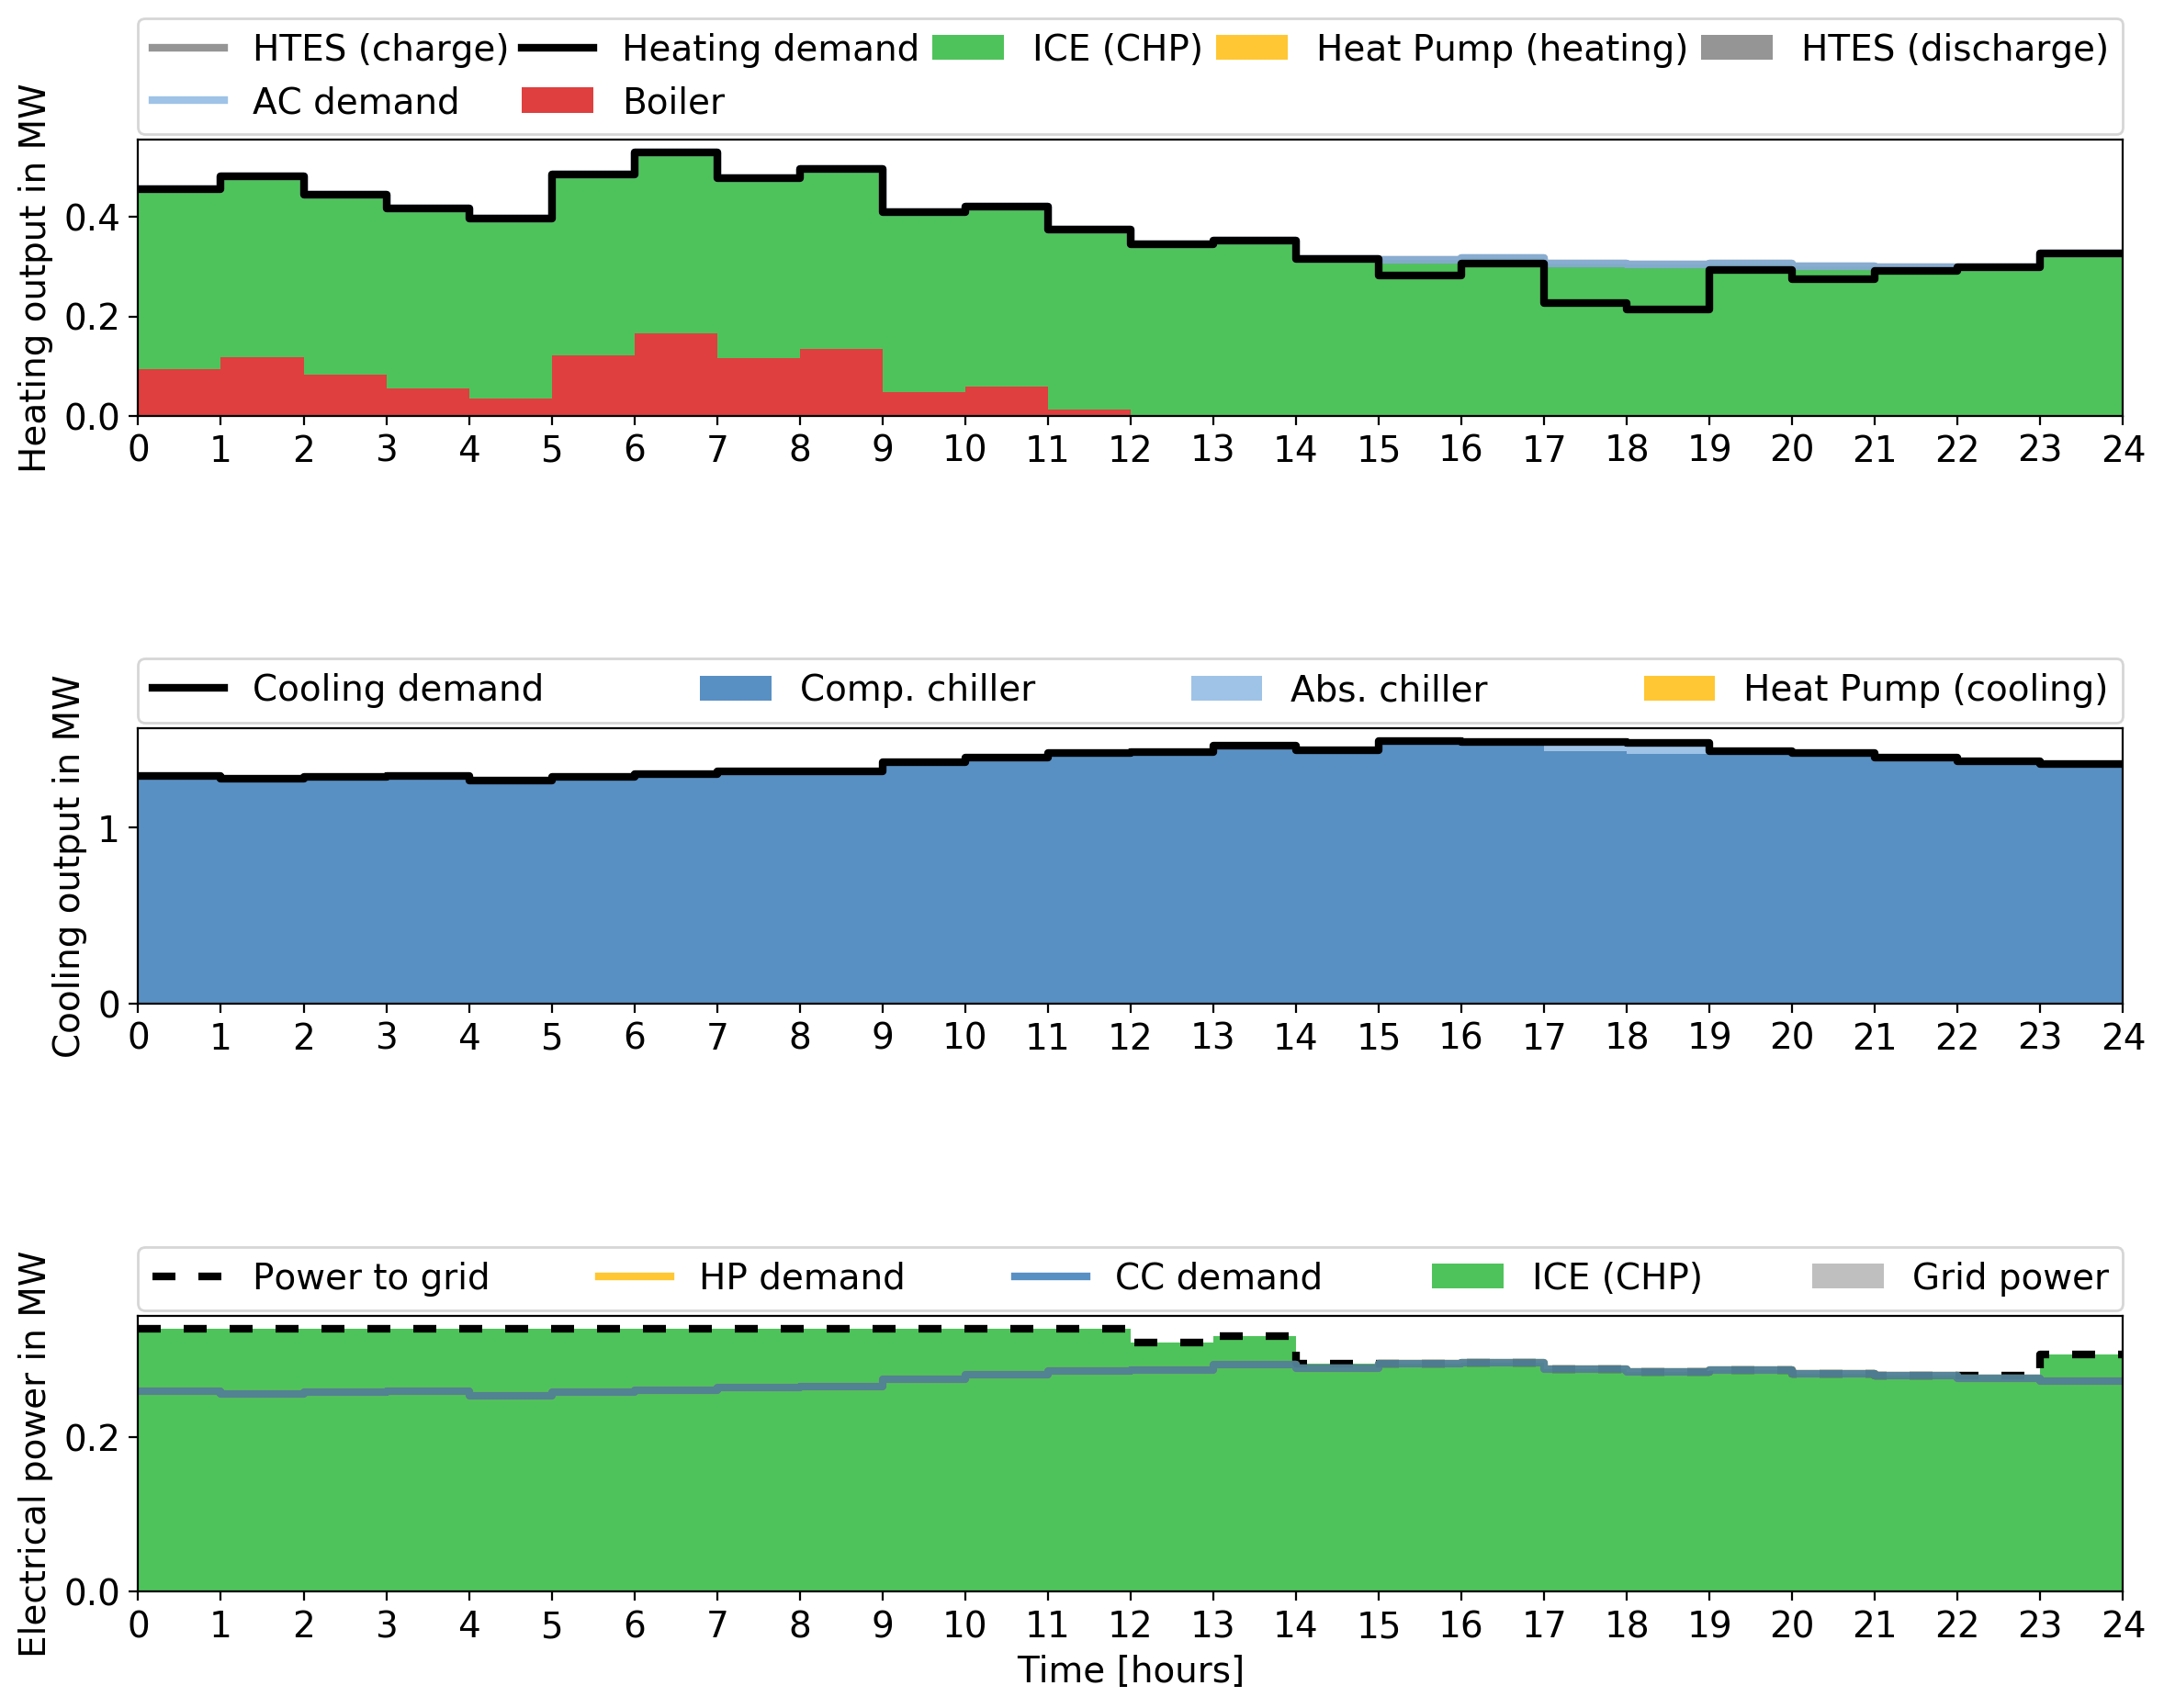 HTES (charge) Heating demand ICE (CHP) Heat Pump (heating) HTES (discharge)
AC demand Boiler
Heating output in MW
0.4
0.2
0.0
0 1 2 3 4 5 6 7 8 9 10 11 12 13 14 15 16 17 18 19 20 21 22 23 24
Cooling demand Comp. chiller Abs. chiller Heat Pump (cooling)
Cooling output in MW
1
0
0 1 2 3 4 5 6 7 8 9 10 11 12 13 14 15 16 17 18 19 20 21 22 23 24
Power to grid HP demand CC demand ICE (CHP) Grid power
Electrical power in MW
0.2
0.0
0 1 2 3 4 5 6 7 8 9 10 11 12 13 14 15 16 17 18 19 20 21 22 23 24
Time [hours]